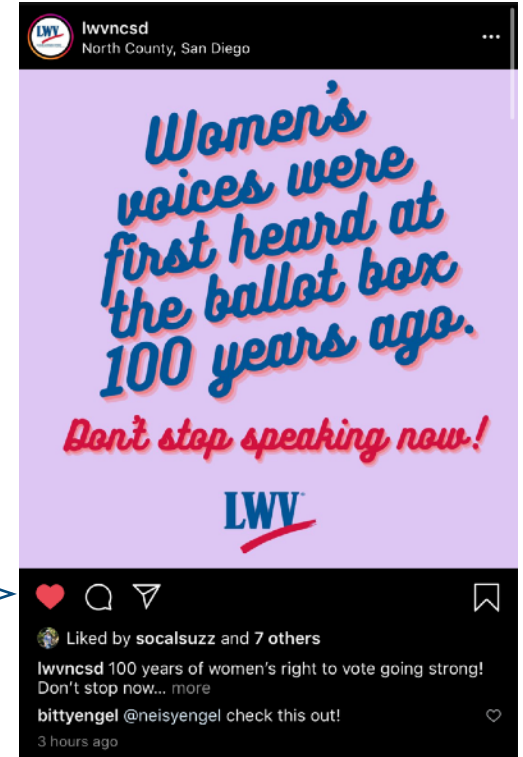 LWV
lwvncsd
North County, San Diego
Women's
voices were
first heard at
the ballot box
100 years ago.
Don't stop speaking now!
LWV
Liked by socalsuzz and 7 others
lwvncsd 100 years of women's right to vote going strong!
Don't stop now... more
bittyengel @neisyengel check this out!
3 hours ago